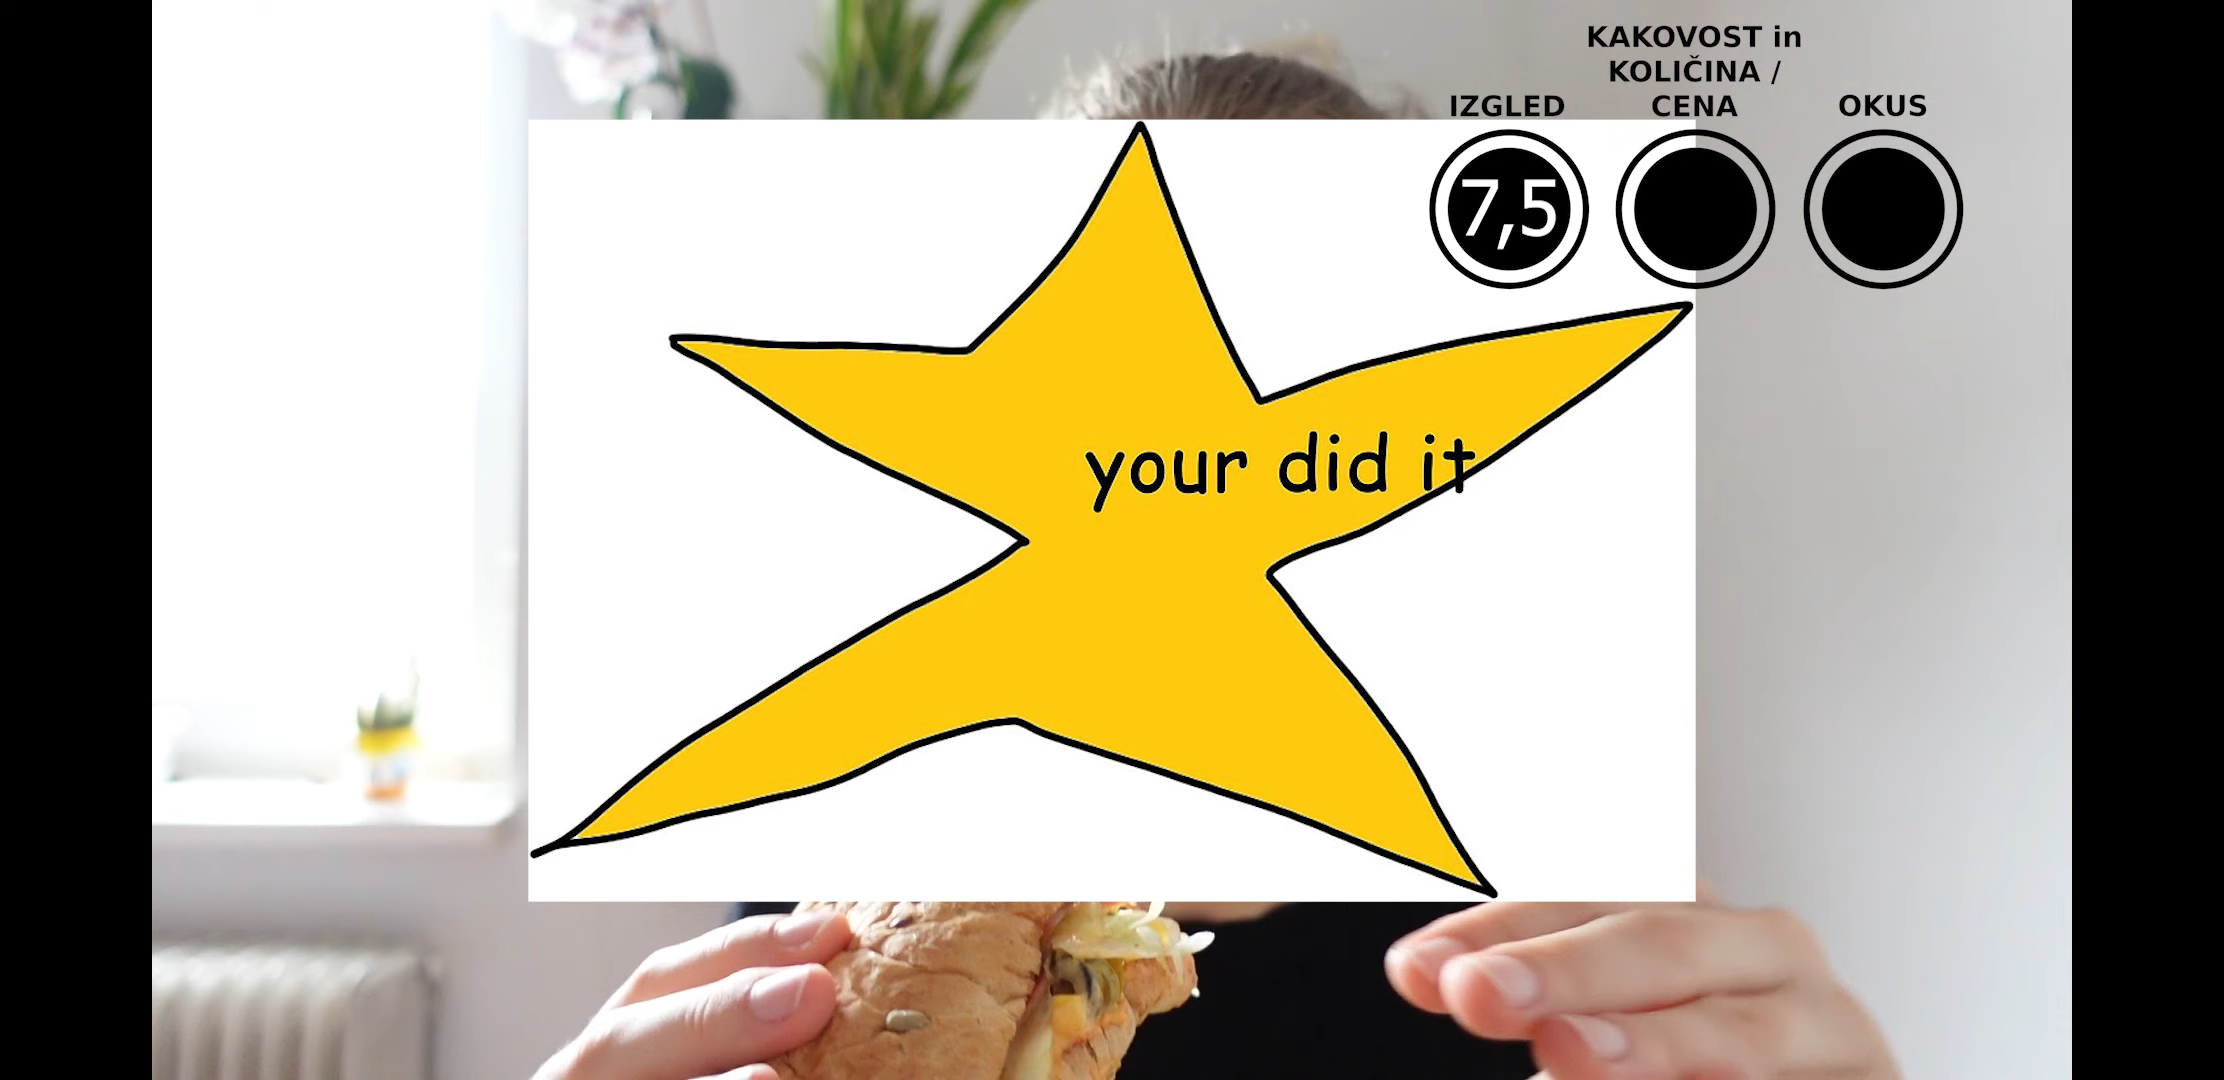 KAKOVOST in
KOLIČINA /
IZGLED CENA OKUS
7,5
your did it